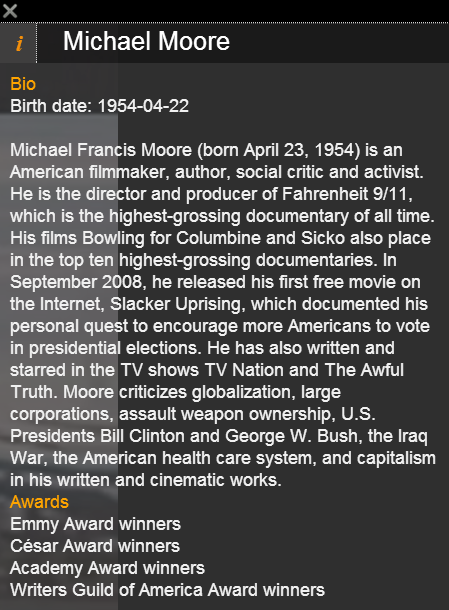 i
Michael Moore
Bio
Birth date: 1954-04-22
Michael Francis Moore (born April 23, 1954) is an
American filmmaker, author, social critic and activist.
He is the director and producer of Fahrenheit 9/11,
which is the highest-grossing documentary of all time.
His films Bowling for Columbine and Sicko also place
in the top ten highest-grossing documentaries. In
September 2008, he released his first free movie on
the Internet, Slacker Uprising, which documented his
personal quest to encourage more Americans to vote
in presidential elections. He has also written and
starred in the TV shows TV Nation and The Awful
Truth. Moore criticizes globalization, large
corporations, assault weapon ownership, U.S.
Presidents Bill Clinton and George W. Bush, the Iraq
War, the American health care system, and capitalism
in his written and cinematic works.
Awards
Emmy Award winners
César Award winners
Academy Award winners
Writers Guild of America Award winners